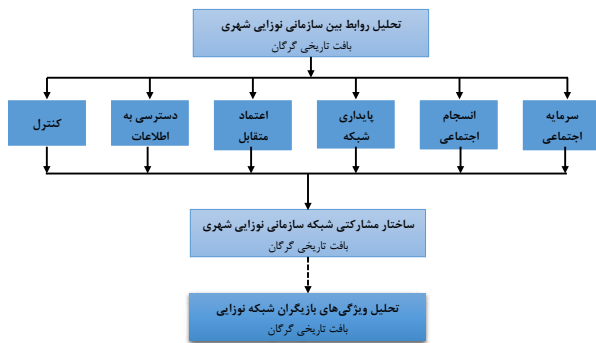 تحلیل روابط بین سازمانی نوزایی شهری
بافت تاریخی گرگان
سرمایه
اجتماعی
انسجام
اجتماعی
پایداری
شبکه
اعتماد
متقابل
دسترسی به
اطلاعات
کنترل
ساختار مشارکتی شبکه سازمانی نوزایی شهری
بافت تاریخی گرگان
تحلیل ویژگی‌های بازیگران شبکه نوزایی
بافت تاریخی گرگان